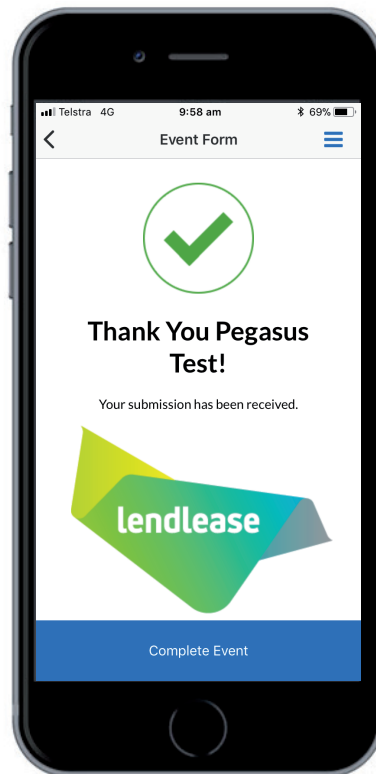 Telstra 4G 9:58 am 69%
Event Form
Thank You Pegasus
Test!
Your submission has been received.
lendlease
Complete Event